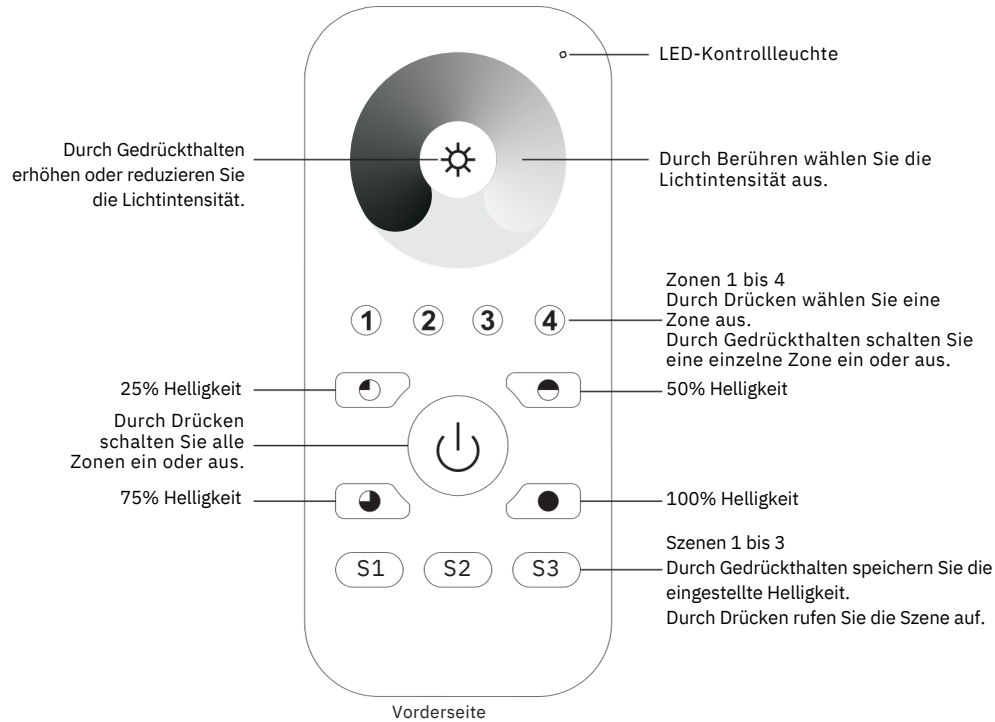 LED-Kontrollleuchte
Durch Gedrückthalten
erhöhen oder reduzieren Sie
die Lichtintensität.
Durch Berühren wählen Sie die
Lichtintensität aus.
1 2 3 4
Zonen 1 bis 4
Durch Drücken wählen Sie eine
Zone aus.
Durch Gedrückthalten schalten Sie
eine einzelne Zone ein oder aus.
25% Helligkeit
50% Helligkeit
Durch Drücken
schalten Sie alle
Zonen ein oder aus.
75% Helligkeit
100% Helligkeit
S1 S2 S3
Szenen 1 bis 3
Durch Gedrückthalten speichern Sie die
eingestellte Helligkeit.
Durch Drücken rufen Sie die Szene auf.
Vorderseite